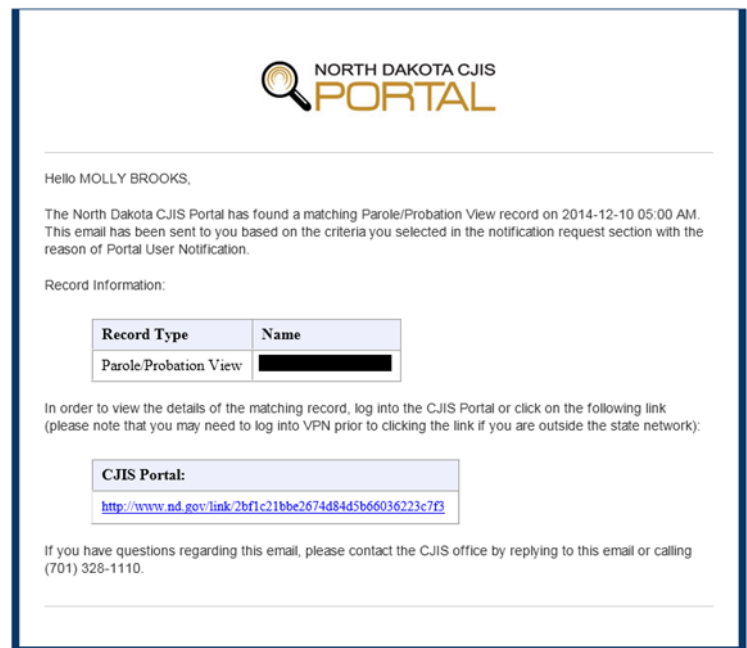 NORTH DAKOTA CJIS
PORTAL
Hello MOLLY BROOKS,
The North Dakota CJIS Portal has found a matching Parole/Probation View record on 2014-12-10 05:00 AM.
This email has been sent to you based on the criteria you selected in the notification request section with the
reason of Portal User Notification.
Record Information:
Record Type Name
Parole/Probation View
In order to view the details of the matching record, log into the CJIS Portal or click on the following link
(please note that you may need to log into VPN prior to clicking the link if you are outside the state network):
CJIS Portal:
http://www.nd.gov/link/2bf1c21bbe2674d84d5b66036223c7f3
If you have questions regarding this email, please contact the CJIS office by replying to this email or calling
(701) 328-1110.